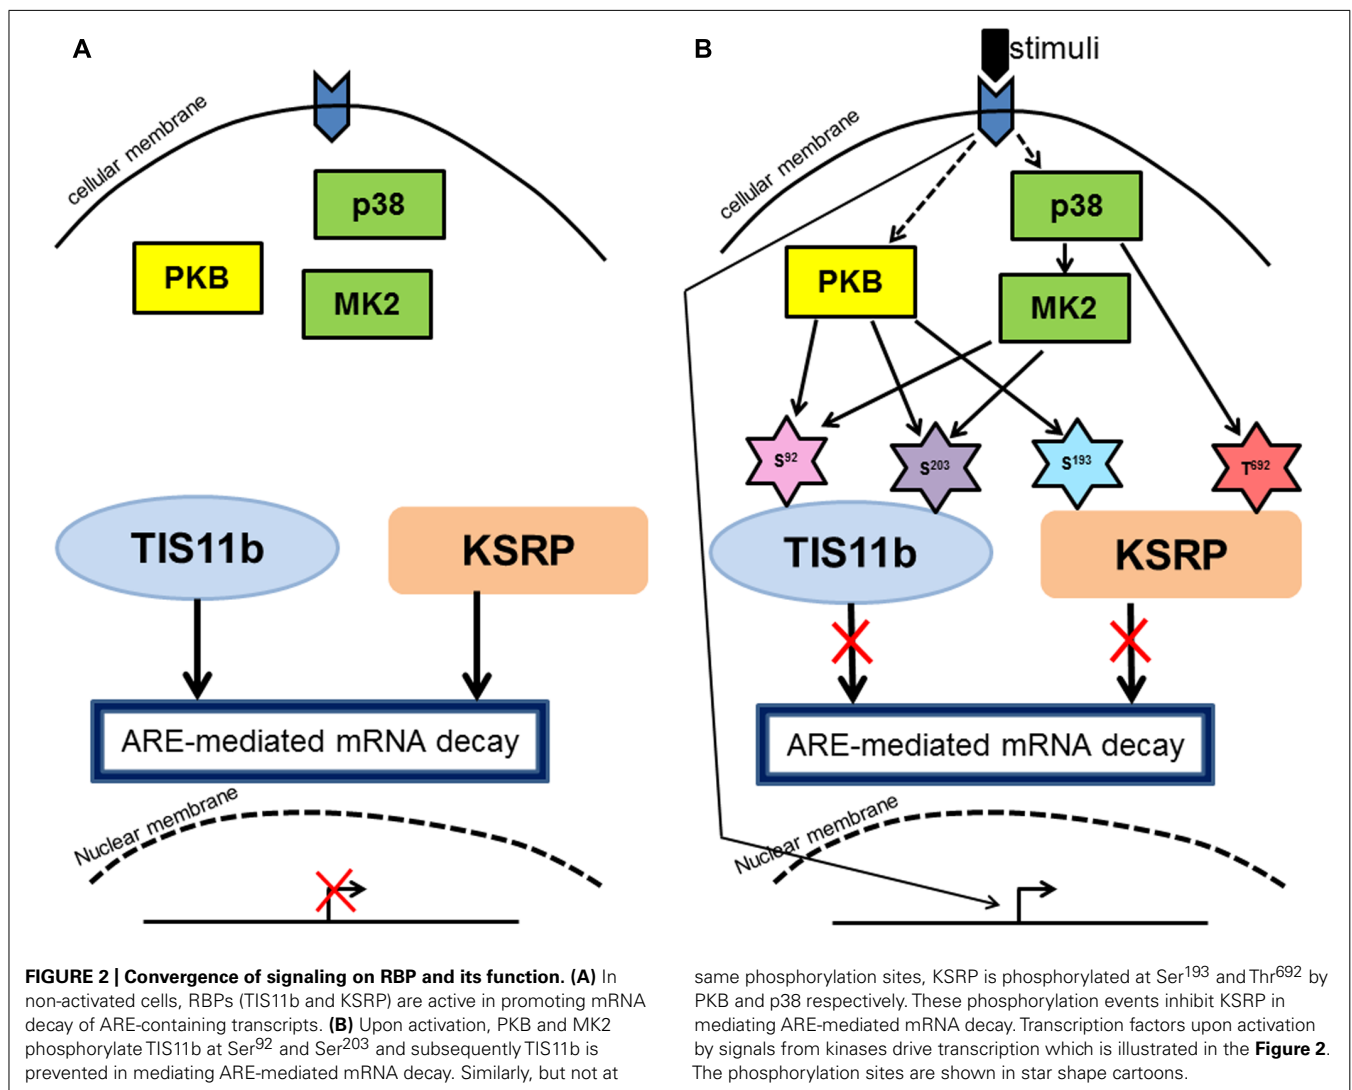 A
cellular membrane
p38
PKB
MK2
TIS11b
KSRP
ARE-mediated mRNA decay
Nuclear membrane
B
stimuli
cellular membrane
p38
PKB
MK2
S92
S203
S193
T692
TIS11b
KSRP
ARE-mediated mRNA decay
Nuclear membrane
FIGURE 2 | Convergence of signaling on RBP and its function. (A) In
non-activated cells, RBPs (TIS11b and KSRP) are active in promoting mRNA
decay of ARE-containing transcripts. (B) Upon activation, PKB and MK2
phosphorylate TIS11b at Ser92 and Ser203 and subsequently TIS11b is
prevented in mediating ARE-mediated mRNA decay. Similarly, but not at
same phosphorylation sites, KSRP is phosphorylated at Ser193 and Thr692 by
PKB and p38 respectively. These phosphorylation events inhibit KSRP in
mediating ARE-mediated mRNA decay. Transcription factors upon activation
by signals from kinases drive transcription which is illustrated in the Figure 2.
The phosphorylation sites are shown in star shape cartoons.